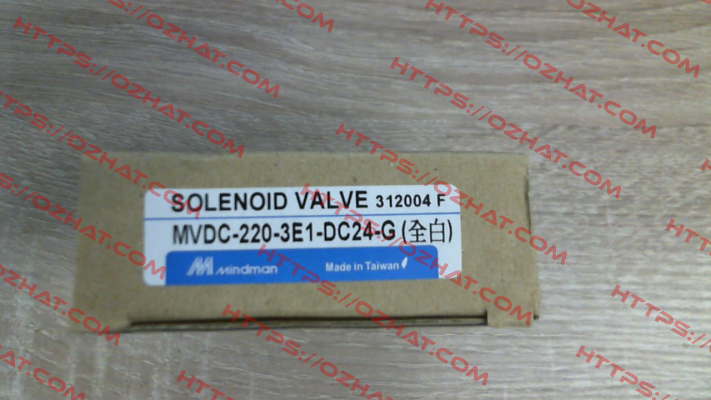 SOLENOID VALVE 312004 F
MVDC-220-3E1-DC24-G (全白)
Mindman Made in Taiwan
HTTPS://OZHAT.COM